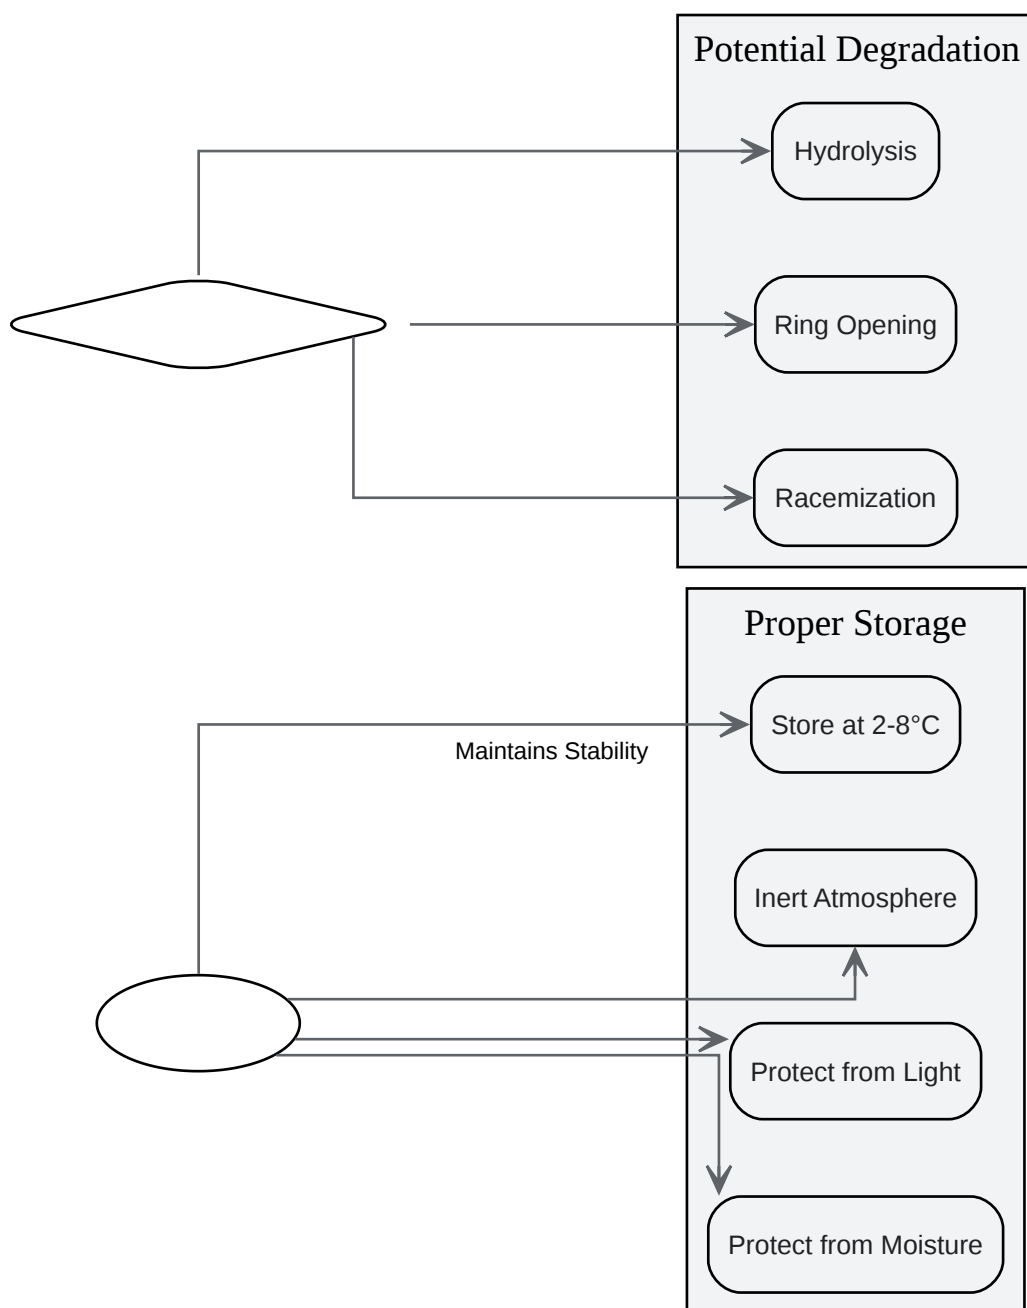 Potential Degradation
Hydrolysis
Ring Opening
Racemization
Proper Storage
Store at 2-8°C
Maintains Stability
Inert Atmosphere
Protect from Light
Protect from Moisture